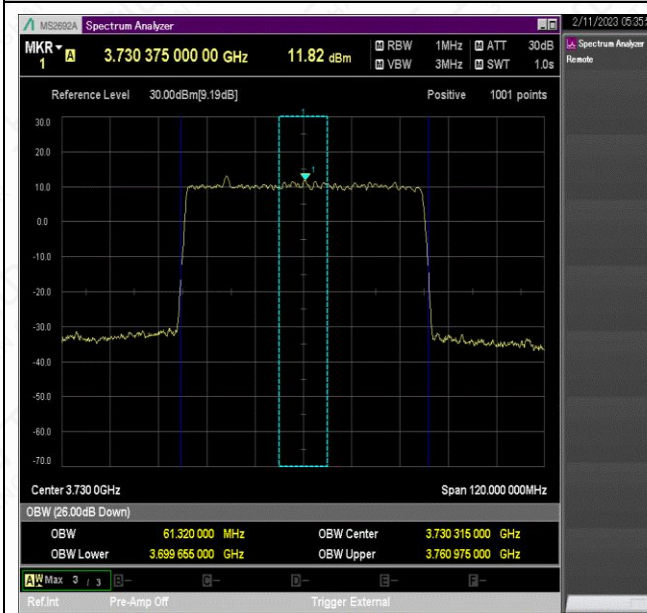 MS2692A Spectrum Analyzer
2/11/2023 05:35:
MKR 1 A 3.730 375 000 00 GHz 11.82 dBm M RBW 1MHz M ATT 30dB
M VBW 3MHz M SWT 1.0s
Spectrum Analyzer
Remote
Reference Level 30.00dBm[9.19dB] Positive 1001 points
30.0
1
20.0
1
10.0
0.0
-10.0
-20.0
-30.0
-40.0
-50.0
-60.0
-70.0
Center 3.730 0GHz Span 120.000 000MHz
OBW (26.00dB Down)
OBW 61.320 000 MHz OBW Center 3.730 315 000 GHz
OBW Lower 3.699 655 000 GHz OBW Upper 3.760 975 000 GHz
A W Max 3 / 3 B- C- D- E- F-
Ref.Int Pre-Amp Off Trigger External